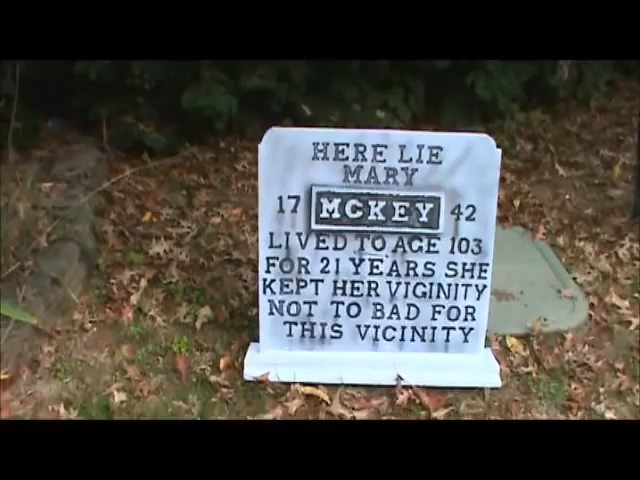 HERE LIE
MARY
17 MCKEY 42
LIVED TO AGE 103
FOR 21 YEARS SHE
KEPT HER VIGINITY
NOT TO BAD FOR
THIS VICINITY